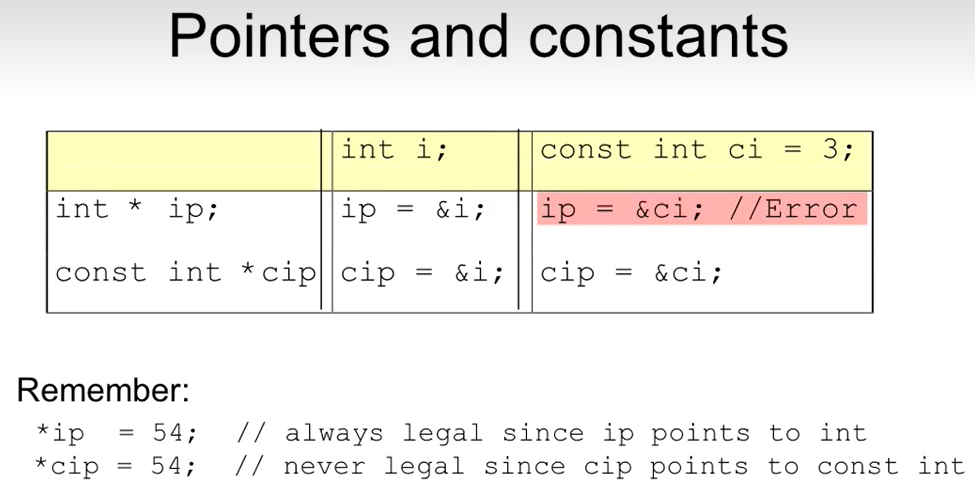 Pointers and constants
int i; const int ci = 3;
int * ip; ip = &i; ip = &ci; //Error
const int *cip cip = &i; cip = &ci;
Remember:
*ip = 54; // always legal since ip points to int
*cip = 54; // never legal since cip points to const int